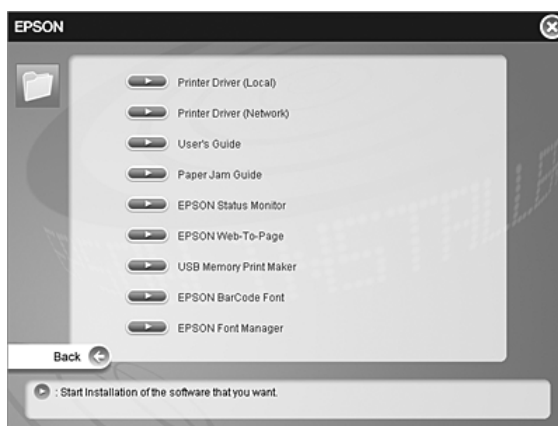 EPSON
Printer Driver (Local)
Printer Driver (Network)
User's Guide
Paper Jam Guide
EPSON Status Monitor
EPSON Web-To-Page
USB Memory Print Maker
EPSON BarCode Font
EPSON Font Manager
Back
: Start Installation of the software that you want.